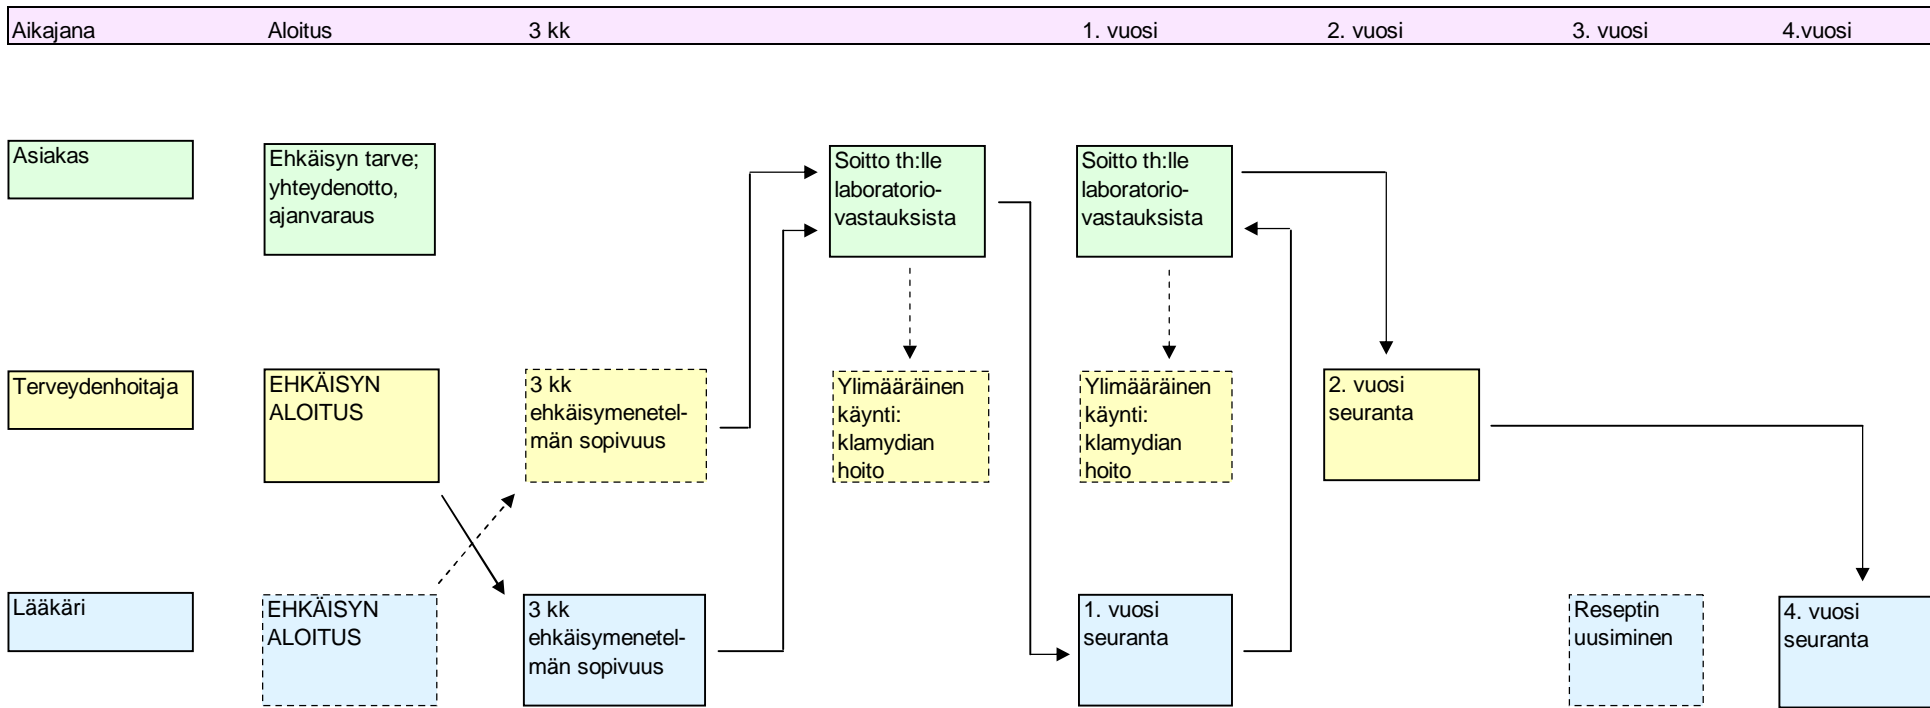 Aikajana Aloitus 3 kk 1. vuosi 2. vuosi 3. vuosi 4.vuosi
Asiakas
Ehkäisyn tarve;
yhteydenotto,
ajanvaraus
Soitto th:lle
laboratorio-
vastauksista
Soitto th:lle
laboratorio-
vastauksista
Terveydenhoitaja
EHKÄISYN
ALOITUS
3 kk
ehkäisymenetel-
män sopivuus
Ylimääräinen
käynti:
klamydian
hoito
Ylimääräinen
käynti:
klamydian
hoito
2. vuosi
seuranta
Lääkäri
EHKÄISYN
ALOITUS
3 kk
ehkäisymenetel-
män sopivuus
1. vuosi
seuranta
Reseptin
uusiminen
4. vuosi
seuranta